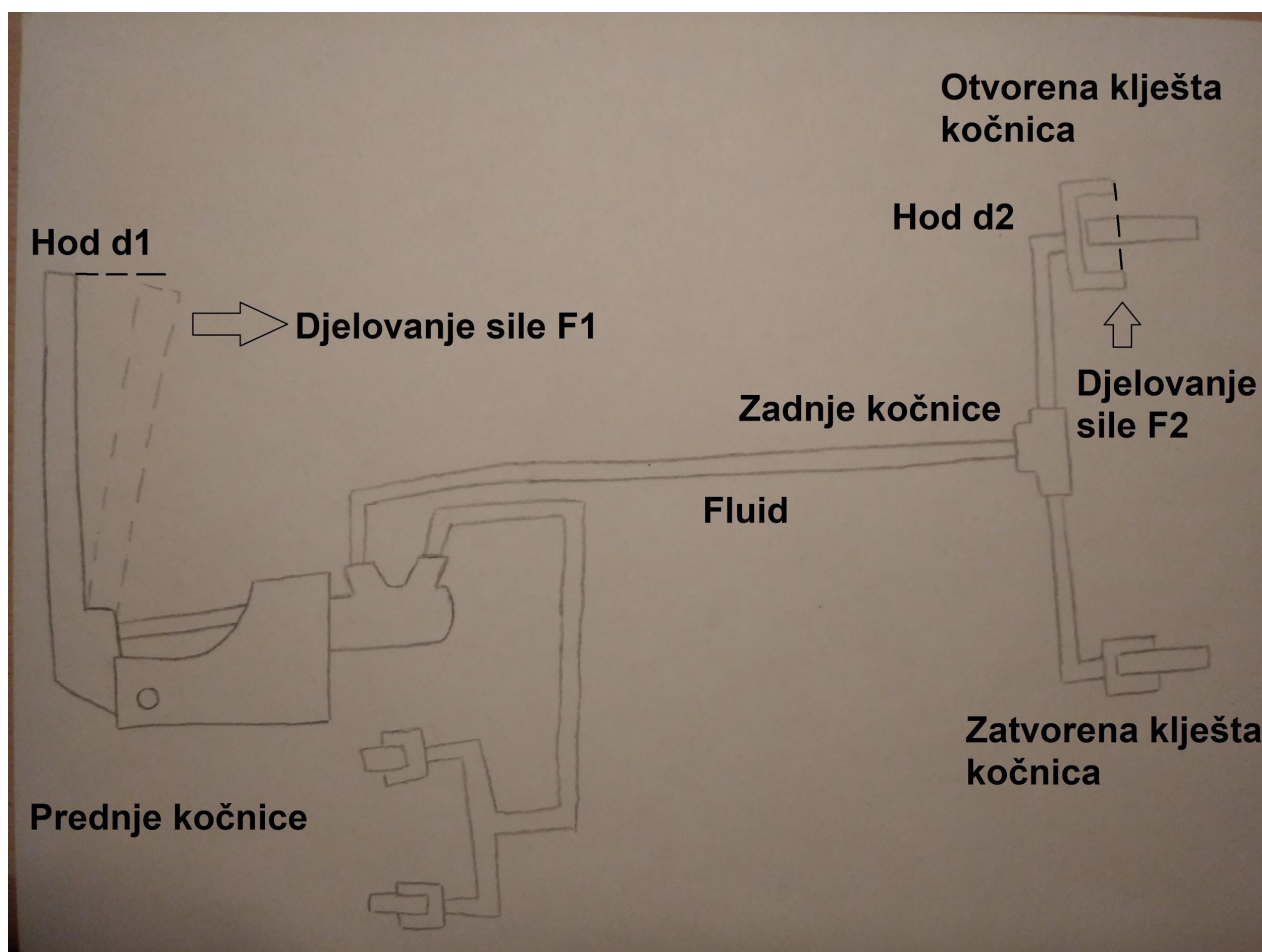 Otvorena klješta
kočnica
Hod d2
Hod d1
Djelovanje sile F1
Djelovanje
sile F2
Zadnje kočnice
Fluid
Zatvorena klješta
kočnica
Prednje kočnice